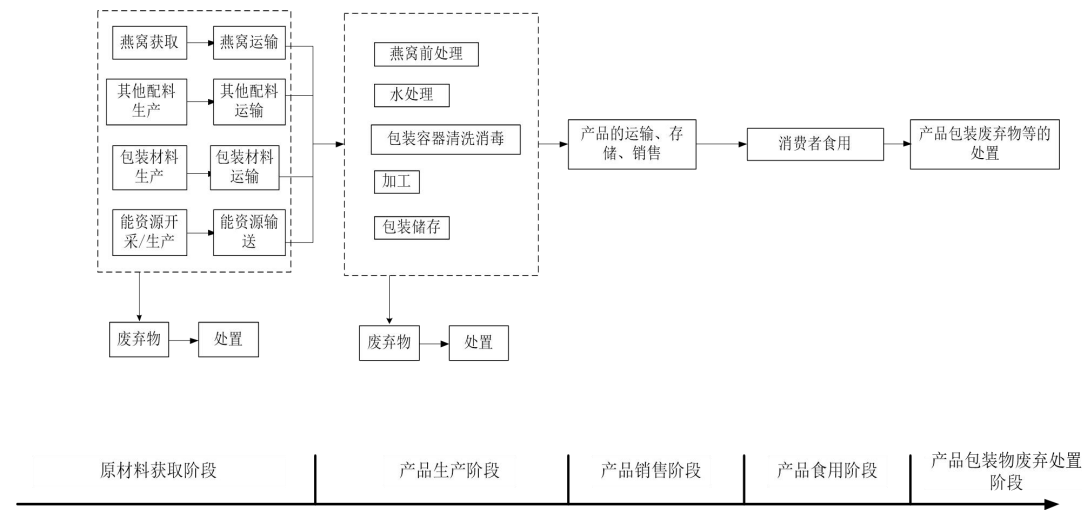 燕窝获取
燕窝运输
其他配料
生产
其他配料
运输
包装材料
生产
包装材料
运输
能资源开
采/生产
能资源输
送
废弃物
处置
燕窝前处理
水处理
包装容器清洗消毒
加工
包装储存
废弃物
处置
产品的运输、存
储、销售
消费者食用
产品包装废弃物等的
处置
原材料获取阶段
产品生产阶段
产品销售阶段
产品食用阶段
产品包装物废弃处置
阶段